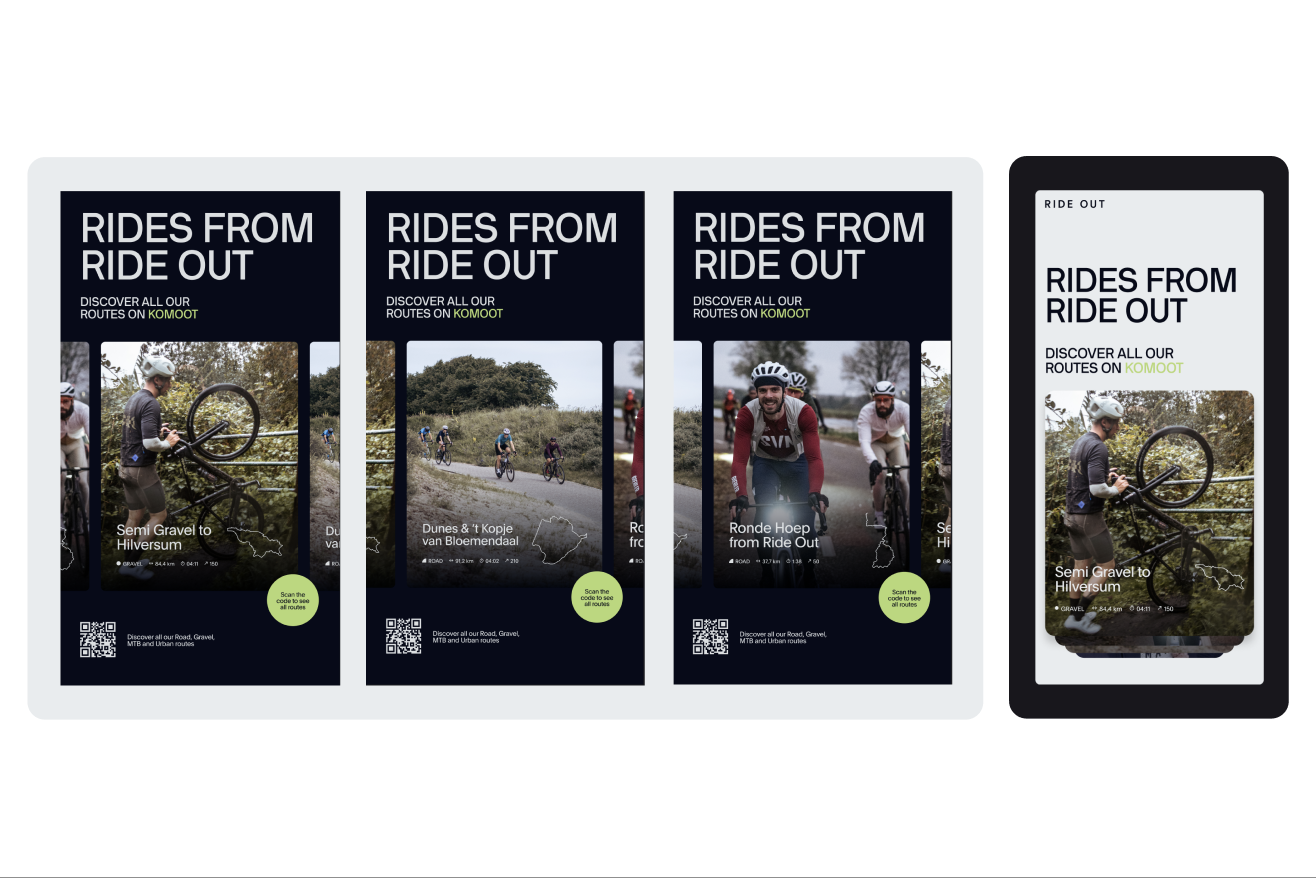 RIDES FROM
RIDE OUT
DISCOVER ALL OUR
ROUTES ON KOMOOT
Semi Gravel to
Hilversum
GRAVEL 84,4 km 04:11 150
Du
va
RO
Scan the
code to see
all routes
Discover all our Road, Gravel,
MTB and Urban routes
RIDES FROM
RIDE OUT
DISCOVER ALL OUR
ROUTES ON KOMOOT
Dunes & 't Kopje
van Bloemendaal
ROAD 91,2 km 04:02 210
Ro
fro
RO
Scan the
code to see
all routes
Discover all our Road, Gravel,
MTB and Urban routes
RIDES FROM
RIDE OUT
DISCOVER ALL OUR
ROUTES ON KOMOOT
SVN
Ronde Hoep
from Ride Out
ROAD 37,7 km 1:38 50
Se
Hi
GR
Scan the
code to see
all routes
Discover all our Road, Gravel,
MTB and Urban routes
RIDE OUT
RIDES FROM
RIDE OUT
DISCOVER ALL OUR
ROUTES ON KOMOOT
Semi Gravel to
Hilversum
GRAVEL 84,4 km 04:11 150